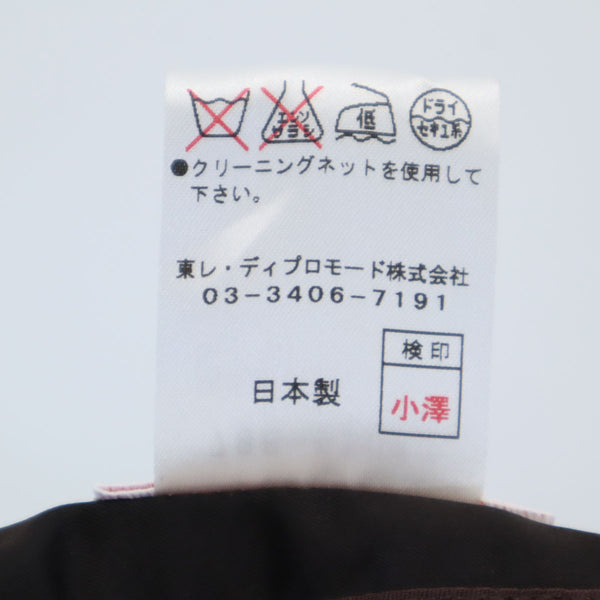 エンソ
サラシ
低
ドライ
セキユ系
●クリーニングネットを使用して
下さい。
東レ・ディプロモード株式会社
03-3406-7191
検印
日本製
小澤